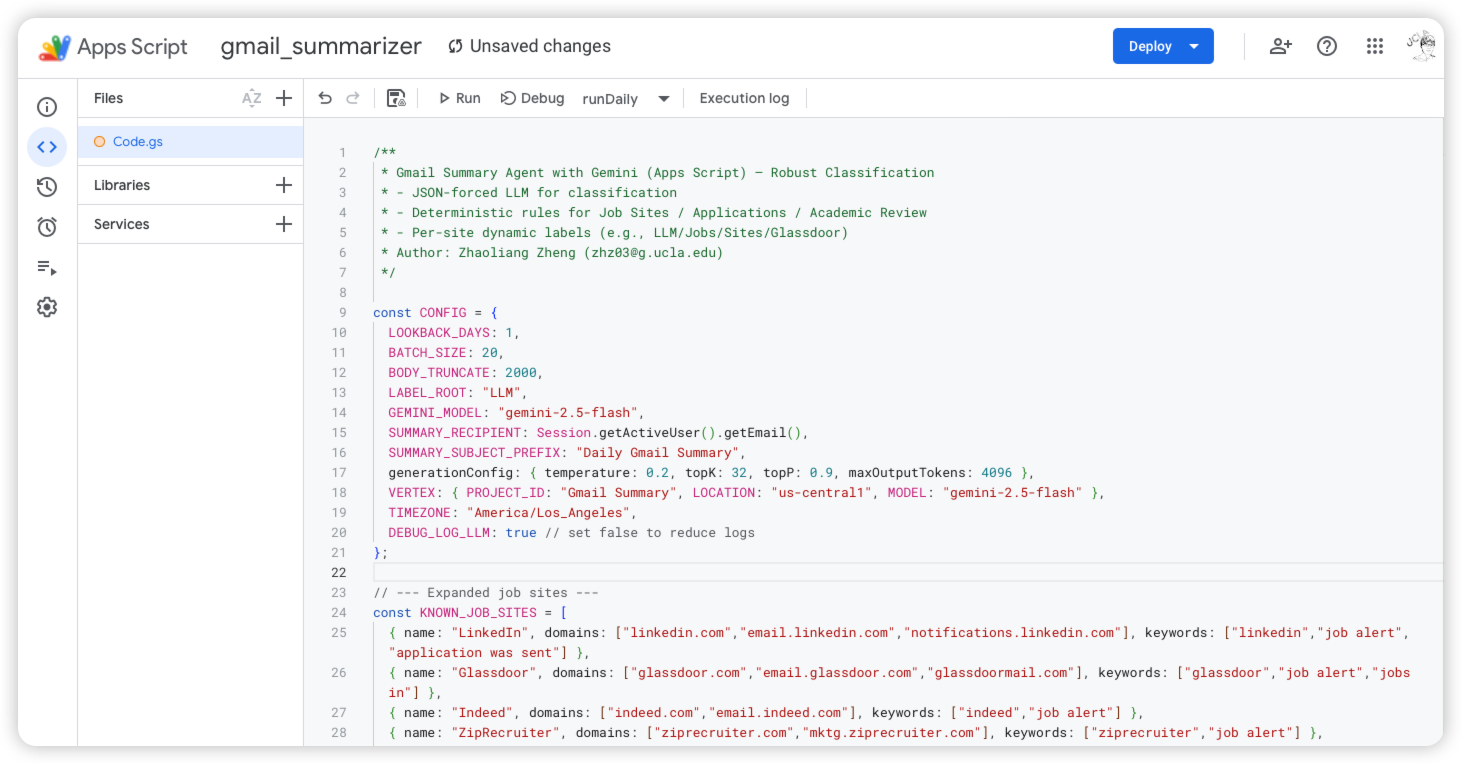 Apps Script
gmail_summarizer
Unsaved changes
Deploy
Files
AZ
Run
Debug
runDaily
Execution log
Code.gs
Libraries
Services
1 /**
2 * Gmail Summary Agent with Gemini (Apps Script) – Robust Classification
3 * - JSON-forced LLM for classification
4 * - Deterministic rules for Job Sites / Applications / Academic Review
5 * - Per-site dynamic labels (e.g., LLM/Jobs/Sites/Glassdoor)
6 * Author: Zhaoliang Zheng (zhz03@g.ucla.edu)
7 */
8
9 const CONFIG = {
10 LOOKBACK_DAYS: 1,
11 BATCH_SIZE: 20,
12 BODY_TRUNCATE: 2000,
13 LABEL_ROOT: "LLM",
14 GEMINI_MODEL: "gemini-2.5-flash",
15 SUMMARY_RECIPIENT: Session.getActiveUser().getEmail(),
16 SUMMARY_SUBJECT_PREFIX: "Daily Gmail Summary",
17 generationConfig: { temperature: 0.2, topK: 32, topP: 0.9, maxOutputTokens: 4096 },
18 VERTEX: { PROJECT_ID: "Gmail Summary", LOCATION: "us-central1", MODEL: "gemini-2.5-flash" },
19 TIMEZONE: "America/Los_Angeles",
20 DEBUG_LOG_LLM: true // set false to reduce logs
21 };
22
23 // --- Expanded job sites ---
24 const KNOWN_JOB_SITES = [
25 { name: "LinkedIn", domains: ["linkedin.com","email.linkedin.com","notifications.linkedin.com"], keywords: ["linkedin","job alert",
"application was sent"] },
26 { name: "Glassdoor", domains: ["glassdoor.com","email.glassdoor.com","glassdoormail.com"], keywords: ["glassdoor","job alert","jobs
in"] },
27 { name: "Indeed", domains: ["indeed.com","email.indeed.com"], keywords: ["indeed","job alert"] },
28 { name: "ZipRecruiter", domains: ["ziprecruiter.com","mktg.ziprecruiter.com"], keywords: ["ziprecruiter","job alert"] },